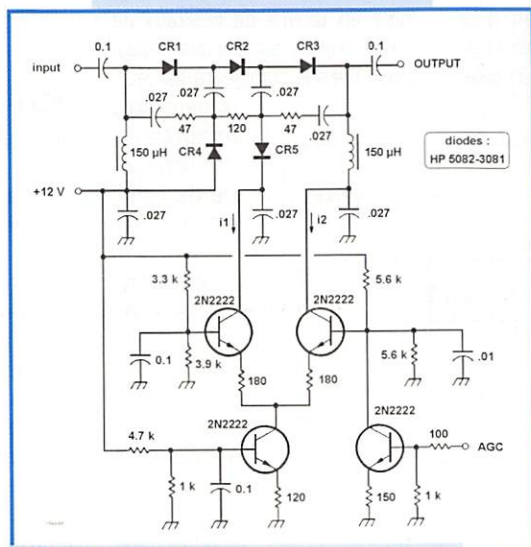 0.1 CR1 CR2 CR3 0.1
input OUTPUT
.027 .027
.027 47 120 47 .027
150 µH CR4 CR5 150 µH
diodes :
HP 5082-3081
+12 V
.027 i1 .027 i2 .027
3.3 k 5.6 k
2N2222 2N2222
0.1 3.9 k 5.6 k .01
180 180
2N2222 2N2222
4.7 k 100 AGC
1 k 0.1 120 150 1 k